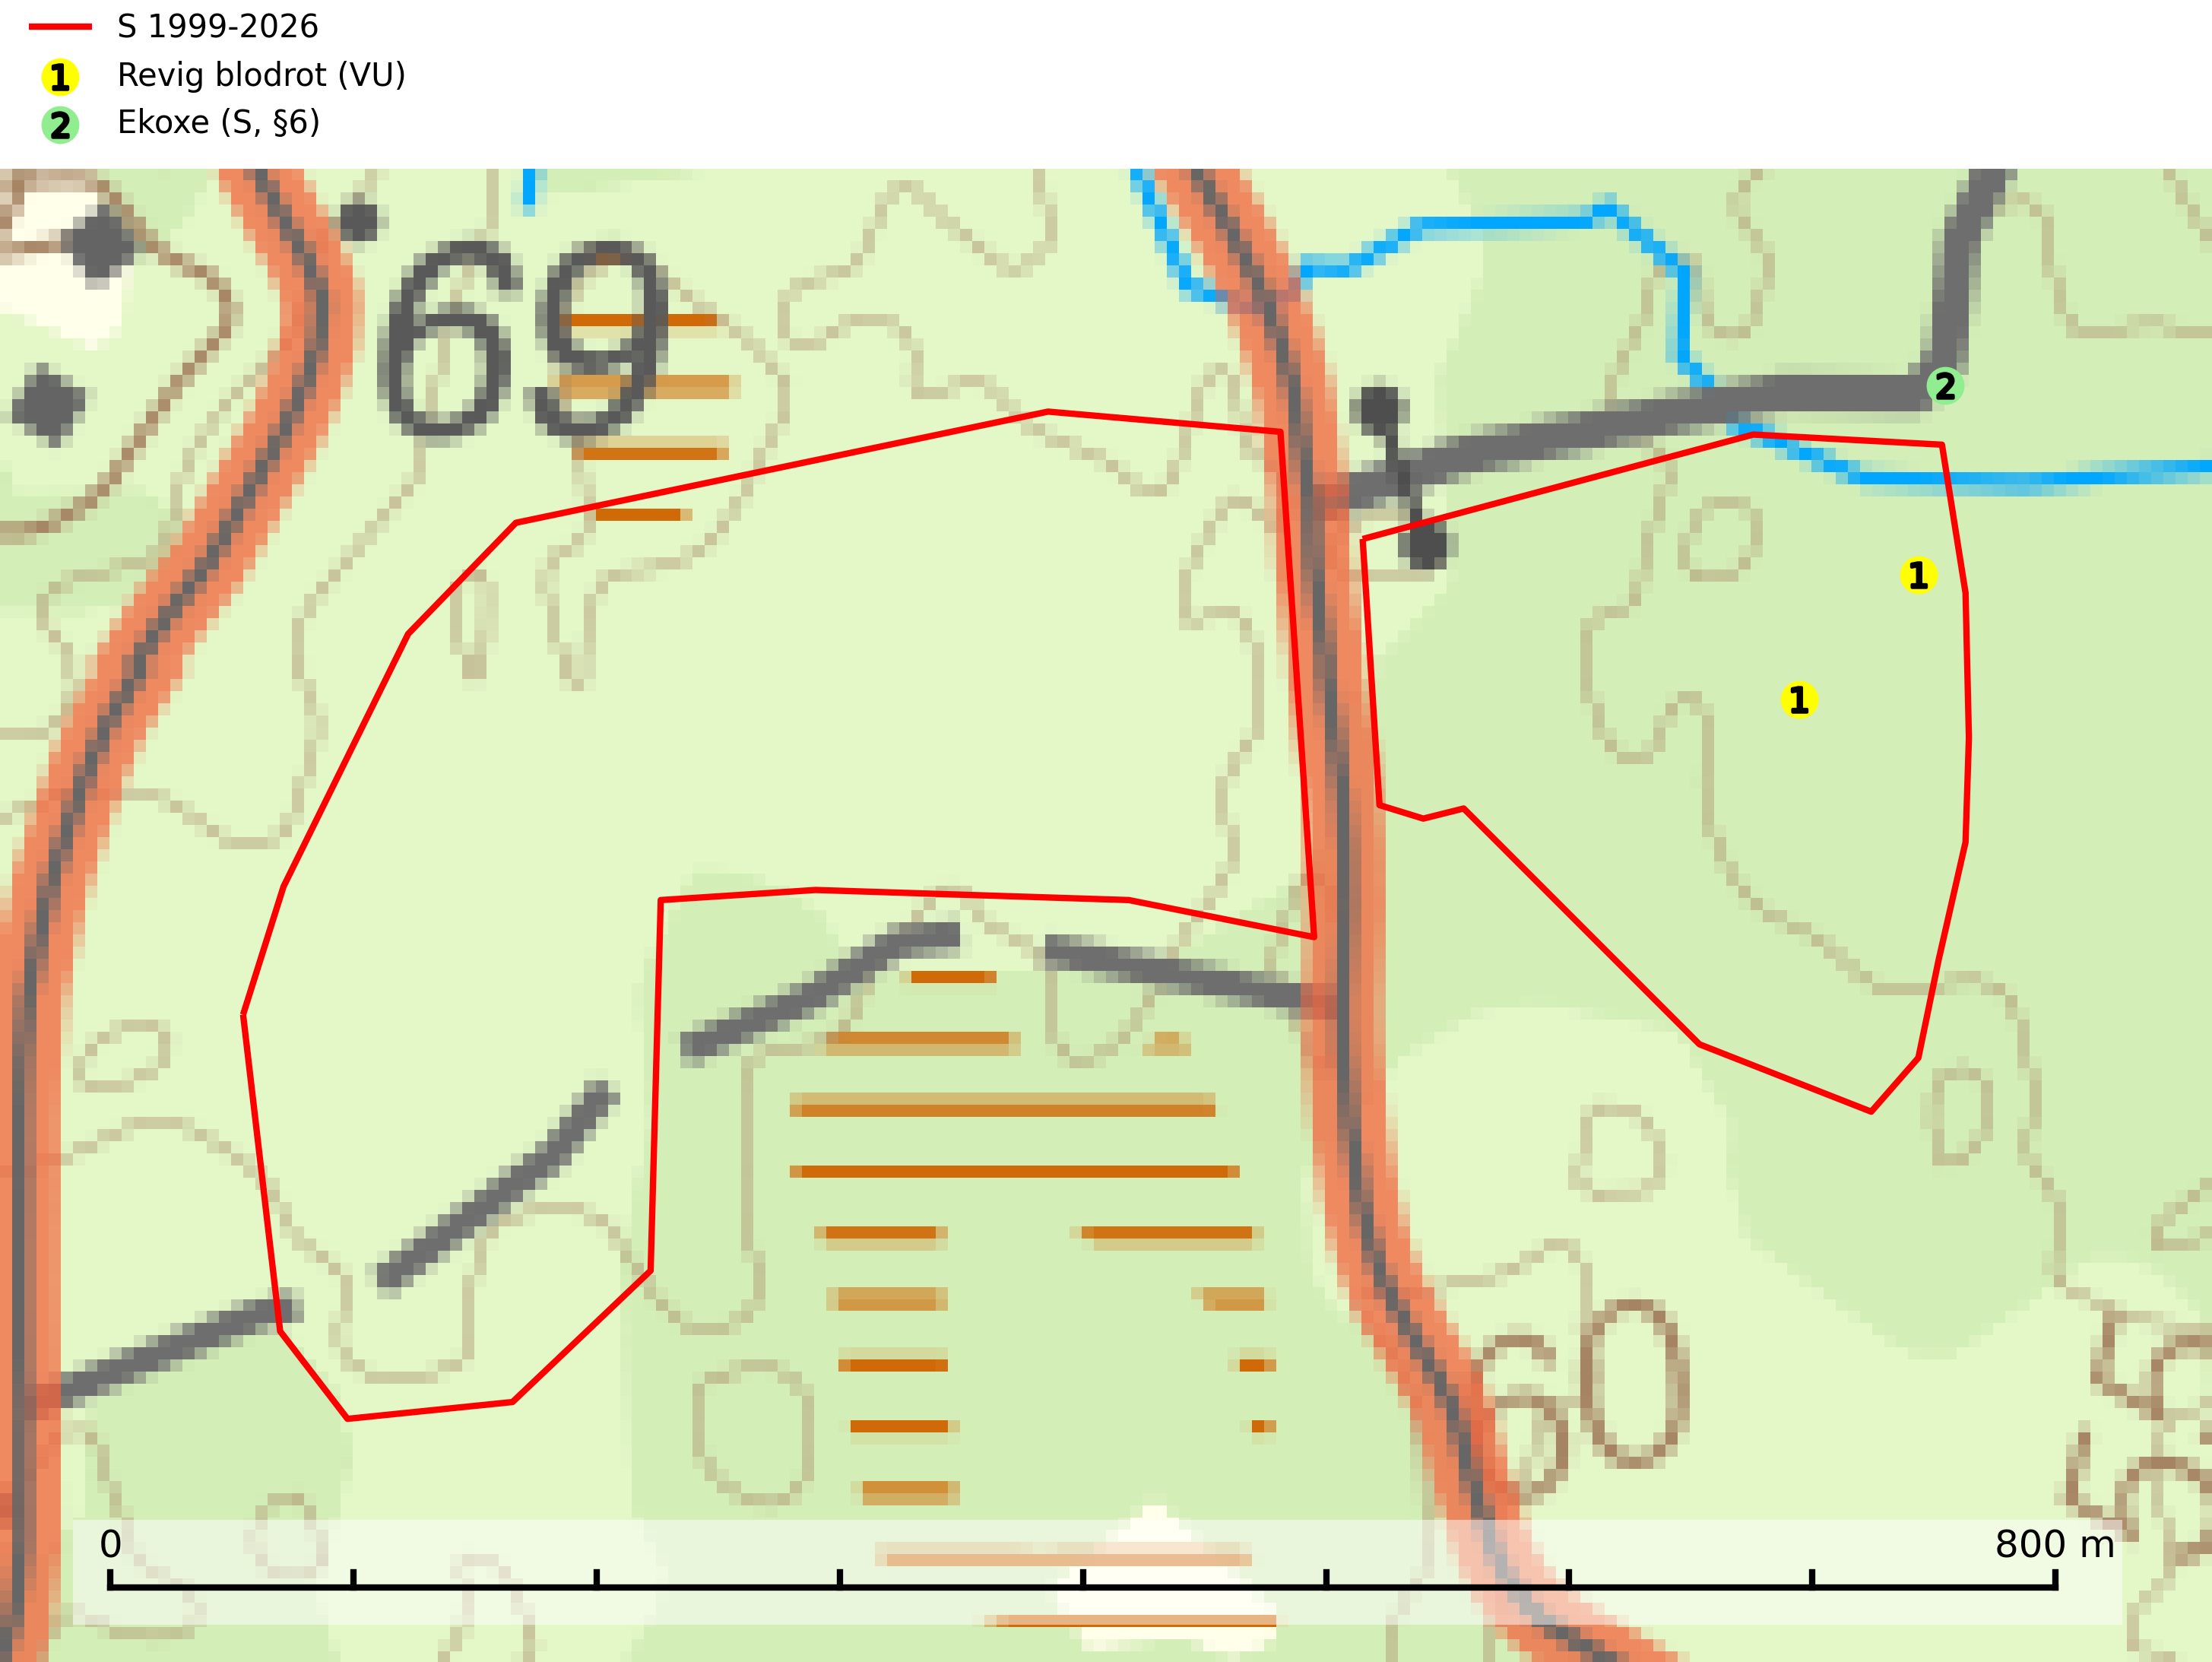 S 1999-2026
1 Revig blodrot (VU)
2 Ekoxe (S, §6)
69
2
1
1
60
0
800 m